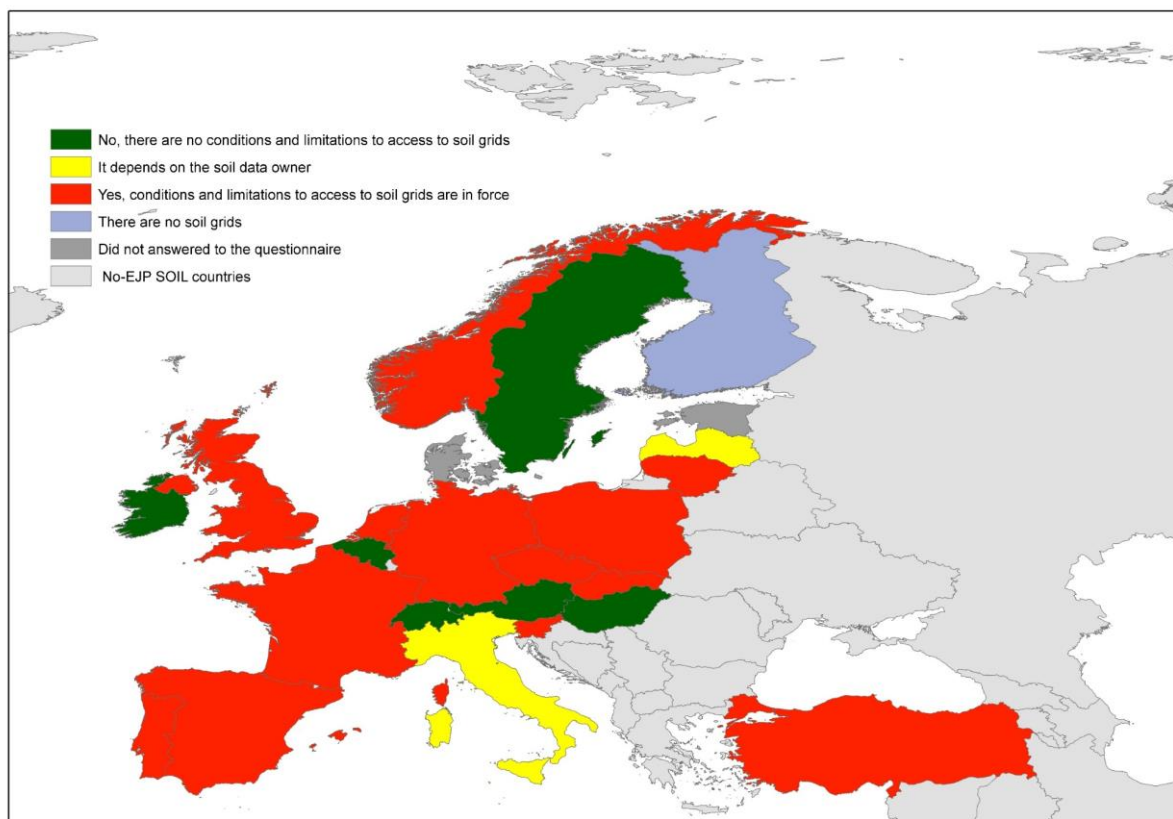 No, there are no conditions and limitations to access to soil grids
It depends on the soil data owner
Yes, conditions and limitations to access to soil grids are in force
There are no soil grids
Did not answered to the questionnaire
No-EJP SOIL countries